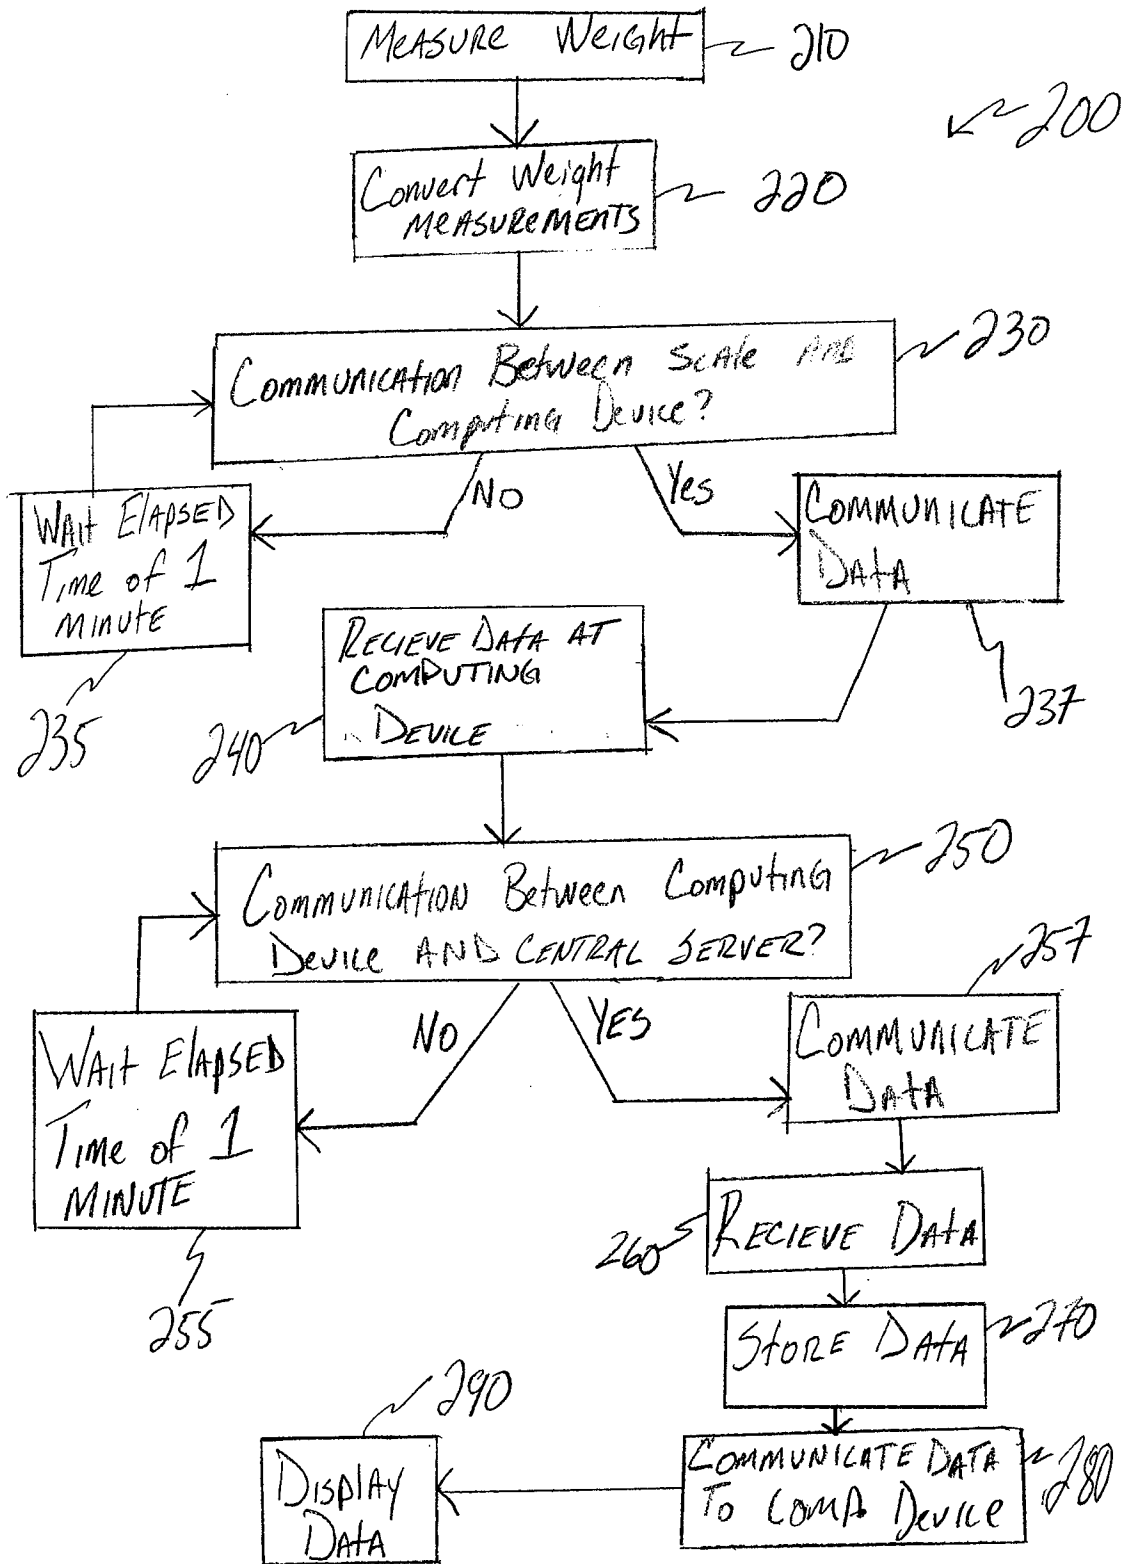 Measure Weight
210
200
Convert Weight
Measurements
220
230
Communication Between Scale and
Computing Device?
No
Yes
Wait Elapsed
Time of 1
Minute
Communicate
Data
Recieve Data at
Computing
Device
235
240
237
250
Communication Between Computing
Device and Central Server?
257
No
Yes
Wait Elapsed
Time of 1
Minute
Communicate
Data
260
Recieve Data
255
Store Data
270
290
Communicate Data
To Comp. Device
280
Display
Data